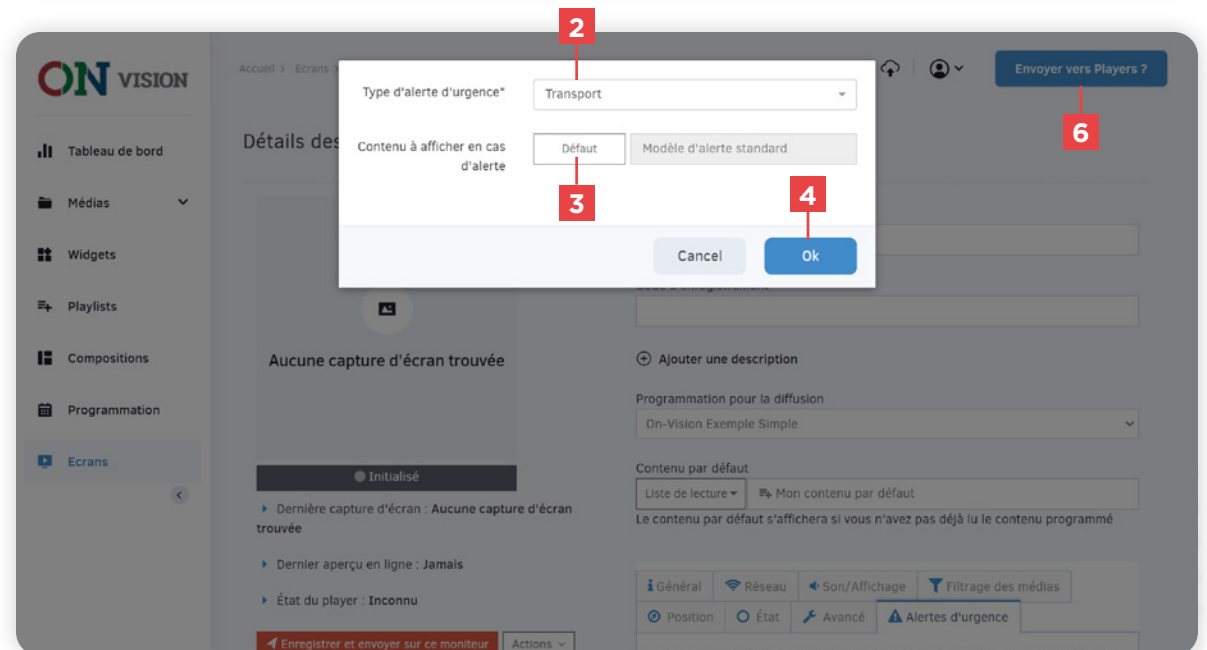 2
ON VISION
Accueil > Ecrans >
Envoyer vers Players ?
6
Type d'alerte d'urgence*
Transport
Détails des
Contenu à afficher en cas
d'alerte
Défaut
Modèle d'alerte standard
3
4
Cancel
Ok
Tableau de bord
Médias
Widgets
Playlists
Compositions
Programmation
Ecrans
Aucune capture d'écran trouvée
Initialisé
Dernière capture d'écran : Aucune capture d'écran
trouvée
Dernier aperçu en ligne : Jamais
État du player : Inconnu
Enregistrer et envoyer sur ce moniteur
Actions
Code d'enregistrement
Ajouter une description
Programmation pour la diffusion
On-Vision Exemple Simple
Contenu par défaut
Liste de lecture
Mon contenu par défaut
Le contenu par défaut s'affichera si vous n'avez pas déjà lu le contenu programmé
Général
Réseau
Son/Affichage
Filtrage des médias
Position
État
Avancé
Alertes d'urgence